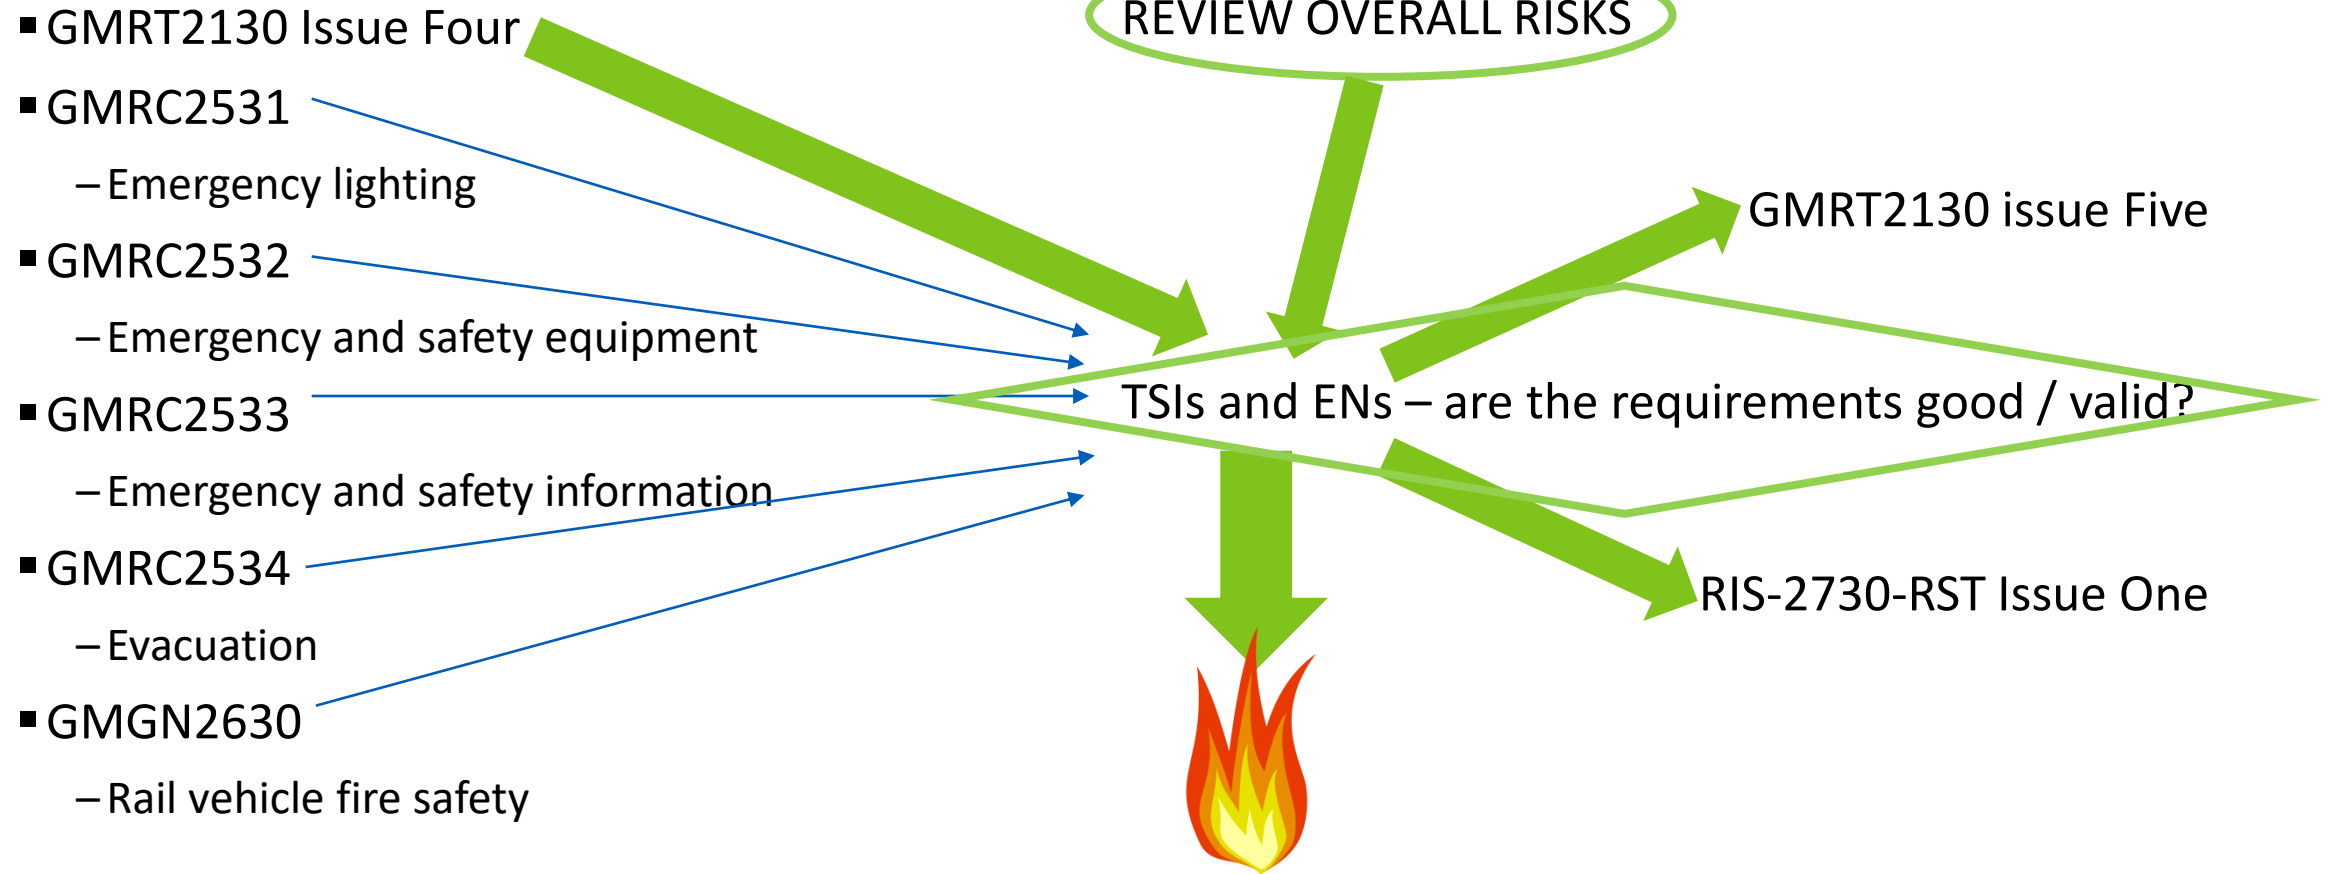 ▪ GMRT2130 Issue Four
▪ GMRC2531
– Emergency lighting
▪ GMRC2532
– Emergency and safety equipment
▪ GMRC2533
– Emergency and safety information
▪ GMRC2534
– Evacuation
▪ GMGN2630
– Rail vehicle fire safety
REVIEW OVERALL RISKS
GMRT2130 issue Five
TSIs and ENs – are the requirements good / valid?
RIS-2730-RST Issue One